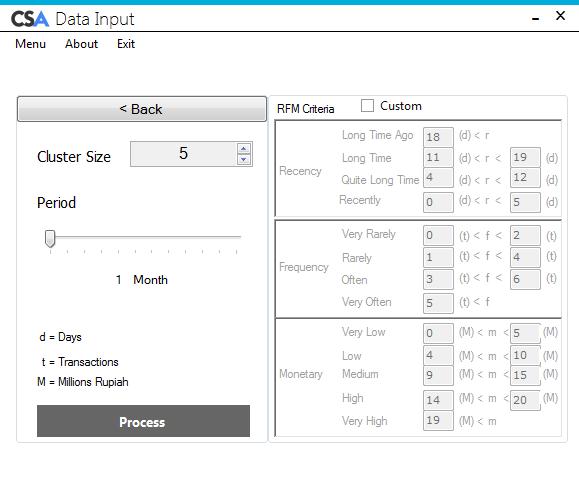 CSA Data Input
Menu About Exit
< Back
Cluster Size 5
Period
1 Month
d = Days
t = Transactions
M = Millions Rupiah
Process
RFM Criteria Custom
Recency
Long Time Ago 18 (d) < r
Long Time 11 (d) < r < 19 (d)
Quite Long Time 4 (d) < r < 12 (d)
Recently 0 (d) < r < 5 (d)
Frequency
Very Rarely 0 (t) < f < 2 (t)
Rarely 1 (t) < f < 4 (t)
Often 3 (t) < f < 6 (t)
Very Often 5 (t) < f
Monetary
Very Low 0 (M) < m < 5 (M)
Low 4 (M) < m < 10 (M)
Medium 9 (M) < m < 15 (M)
High 14 (M) < m < 20 (M)
Very High 19 (M) < m